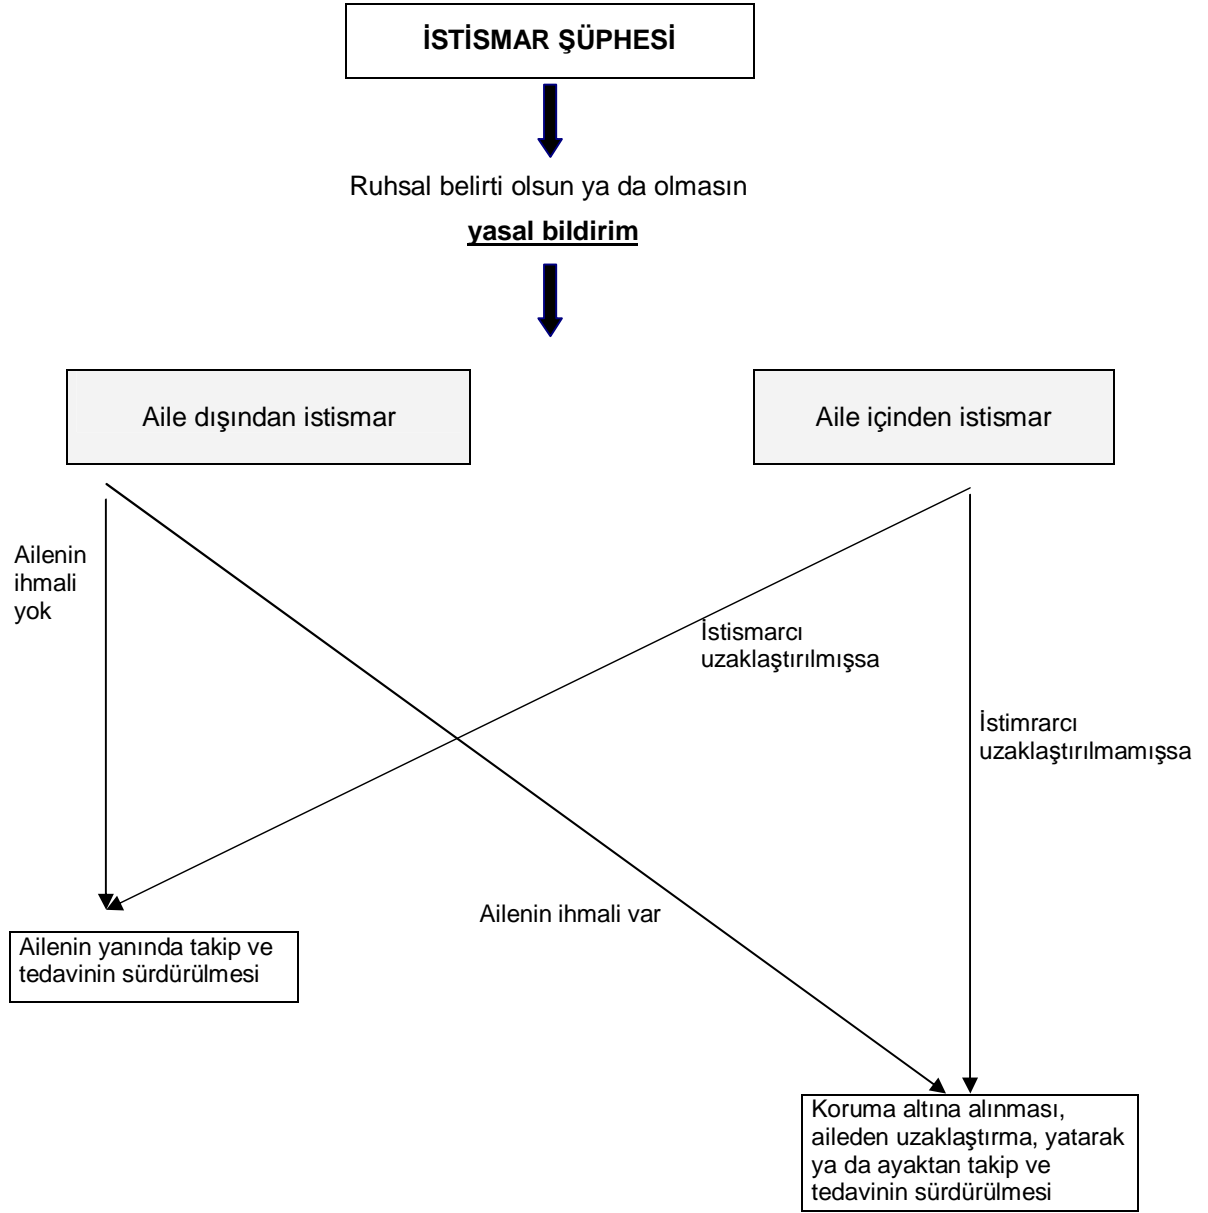 İSTİSMAR ŞÜPHESİ
Ruhsal belirti olsun ya da olmasın
yasal bildirim
Aile dışından istismar
Aile içinden istismar
Ailenin
ihmali
yok
İstismarcı
uzaklaştırılmışsa
İstimrarcı
uzaklaştırılmamışsa
Ailenin ihmali var
Ailenin yanında takip ve
tedavinin sürdürülmesi
Koruma altına alınması,
aileden uzaklaştırma, yatarak
ya da ayaktan takip ve
tedavinin sürdürülmesi